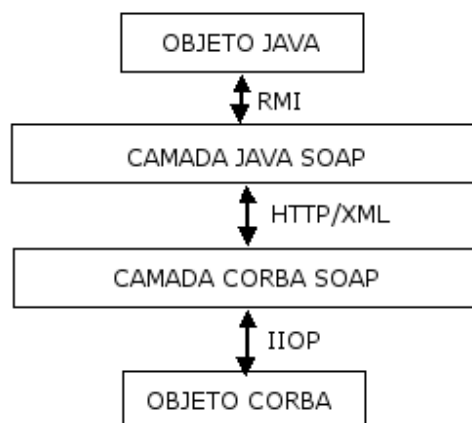 OBJETO JAVA
RMI
CAMADA JAVA SOAP
HTTP/XML
CAMADA CORBA SOAP
IIOP
OBJETO CORBA